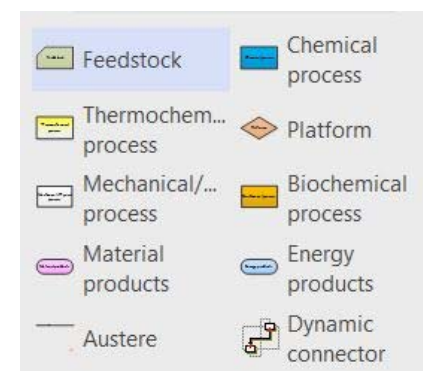 Feedstock
Chemical
process
Thermochem...
process
Platform
Mechanical/...
process
Biochemical
process
Material
products
Energy
products
Austere
Dynamic
connector